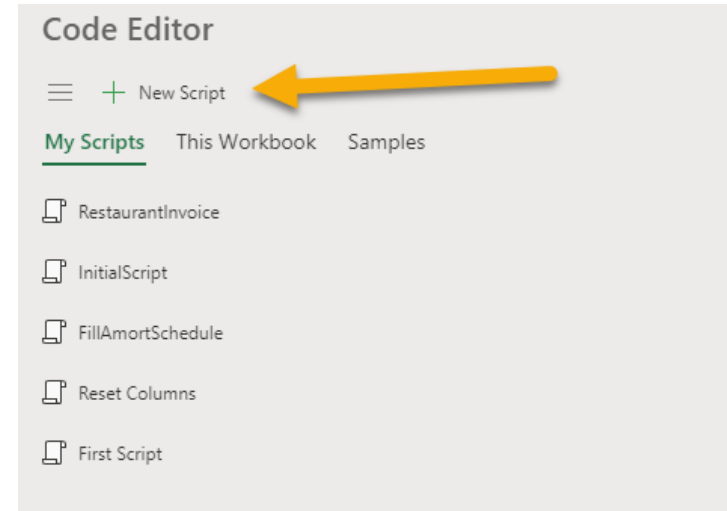 Code Editor
New Script
My Scripts This Workbook Samples
RestaurantInvoice
InitialScript
FillAmortSchedule
Reset Columns
First Script